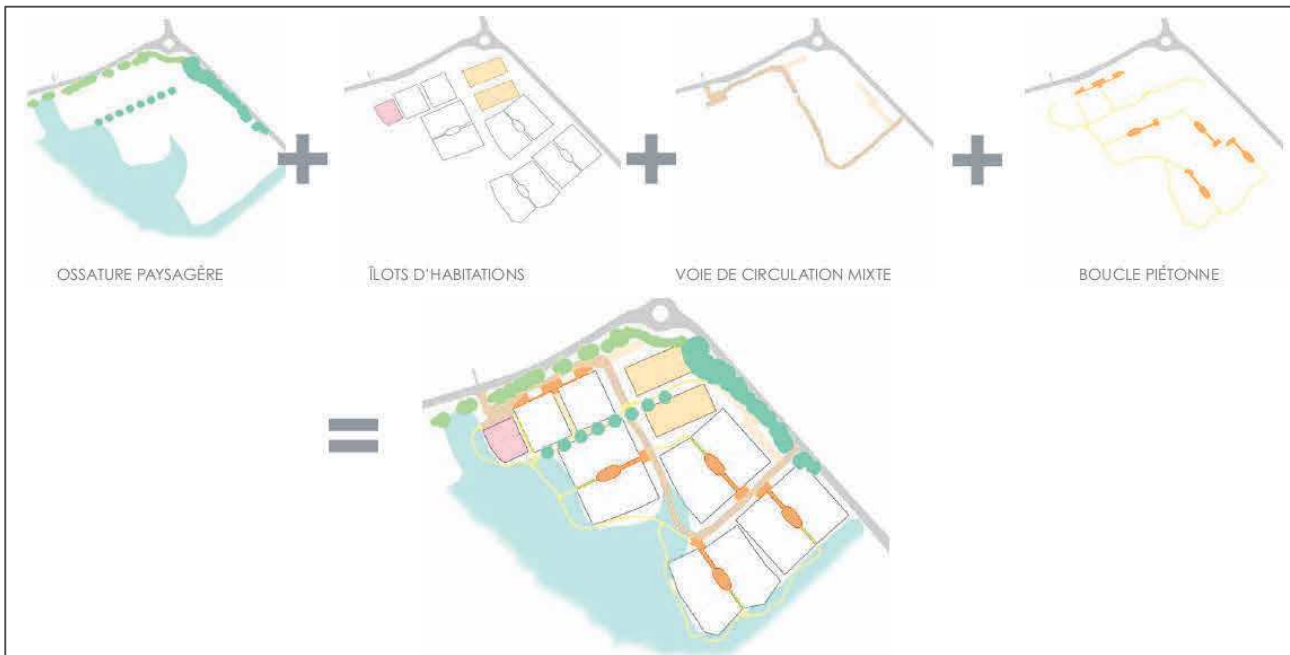 OSSATURE PAYSAGÈRE
ÎLOTS D'HABITATIONS
VOIE DE CIRCULATION MIXTE
BOUCLE PIÉTONNE